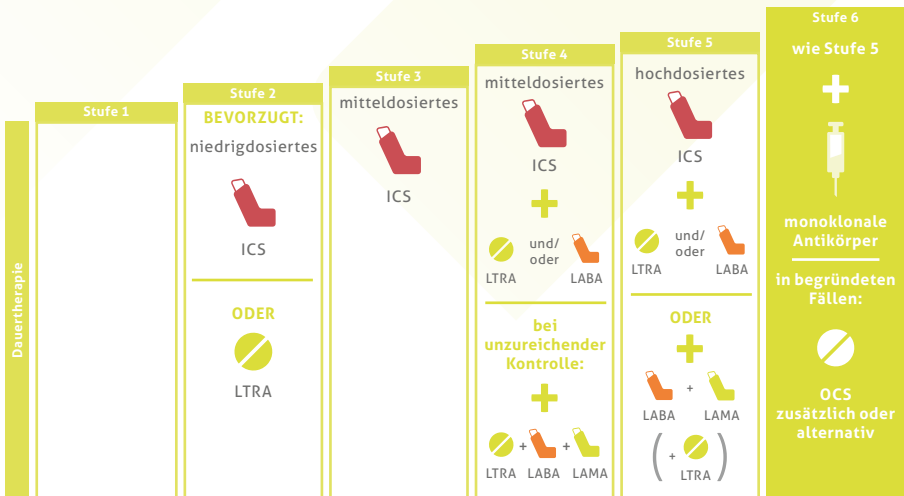 Dauertherapie
Stufe 1
Stufe 2
BEVORZUGT:
niedrigdosiertes
ICS
ODER
LTRA
Stufe 3
mitteldosiertes
ICS
Stufe 4
mitteldosiertes
ICS
+
und/
oder
LTRA LABA
bei
unzureichender
Kontrolle:
+
+ +
LTRA LABA LAMA
Stufe 5
hochdosiertes
ICS
+
und/
oder
LTRA LABA
ODER
+
+
LABA LAMA
( + )
LTRA
Stufe 6
wie Stufe 5
+
monoklonale
Antikörper
in begründeten
Fällen:
OCS
zusätzlich oder
alternativ